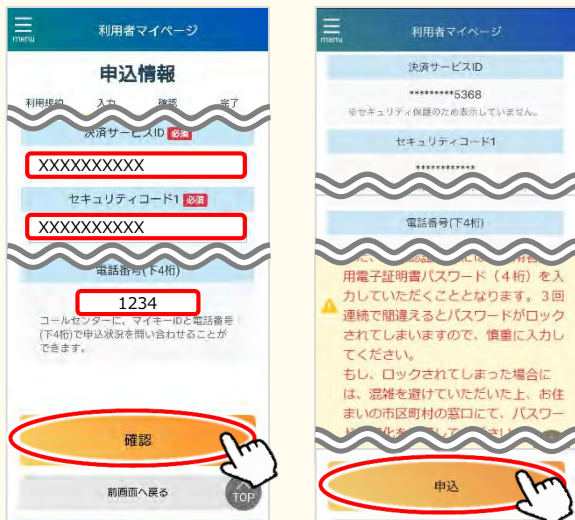 menu
利用者マイページ
申込情報
利用規約 入力 確認 完了
決済サービスID 必須
XXXXXXXXXX
セキュリティコード1 必須
XXXXXXXXXX
電話番号(下4桁)
1234
コールセンターに、マイキーIDと電話番号
(下4桁)で申込状況を問い合わせることが
できます。
確認
前画面へ戻る
TOP
menu
利用者マイページ
決済サービスID
*********5368
※セキュリティ保護のため表示していません。
セキュリティコード1
************
電話番号(下4桁)
用電子証明書パスワード（4桁）を入
力していただくこととなります。3回
連続で間違えるとパスワードがロック
されてしまいますので、慎重に入力し
てください。
もし、ロックされてしまった場合に
は、混雑を避けていただいた上、お住
まいの市区町村の窓口にて、パスワー
申込